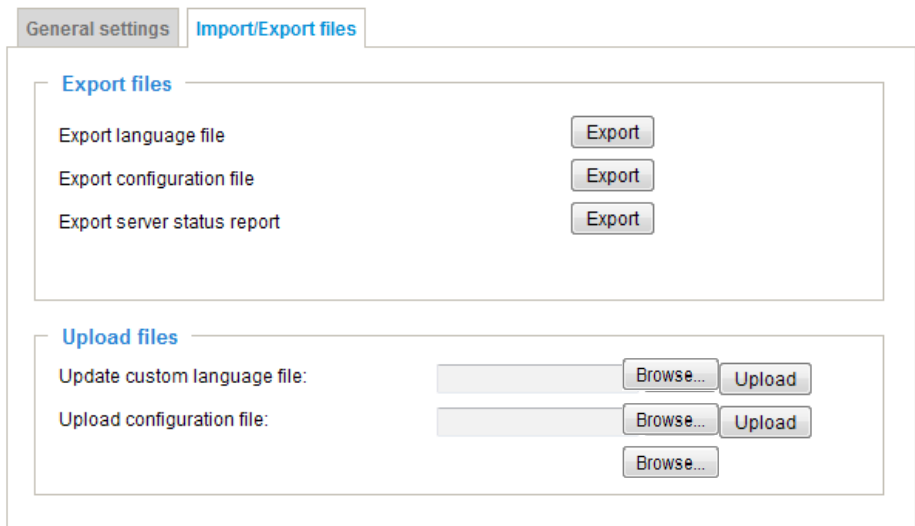 General settings Import/Export files
Export files
Export language file Export
Export configuration file Export
Export server status report Export
Upload files
Update custom language file: Browse... Upload
Upload configuration file: Browse... Upload
Browse...